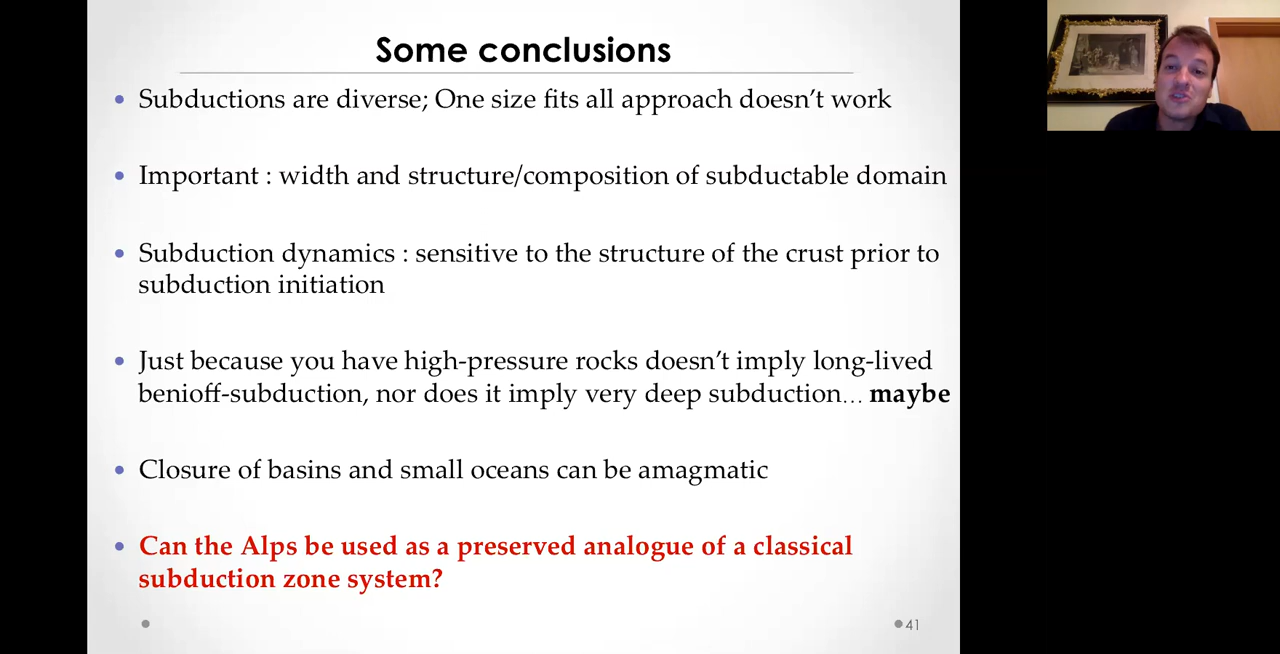 Some conclusions
• Subductions are diverse; One size fits all approach doesn’t work
• Important : width and structure/composition of subductable domain
• Subduction dynamics : sensitive to the structure of the crust prior to
subduction initiation
• Just because you have high-pressure rocks doesn’t imply long-lived
benioff-subduction, nor does it imply very deep subduction… maybe
• Closure of basins and small oceans can be amagmatic
• Can the Alps be used as a preserved analogue of a classical
subduction zone system?
41